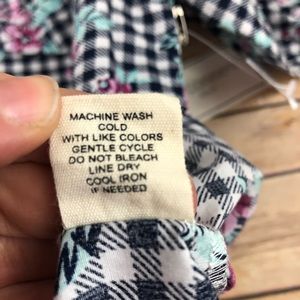 MACHINE WASH
COLD
WITH LIKE COLORS
GENTLE CYCLE
DO NOT BLEACH
LINE DRY
COOL IRON
IF NEEDED